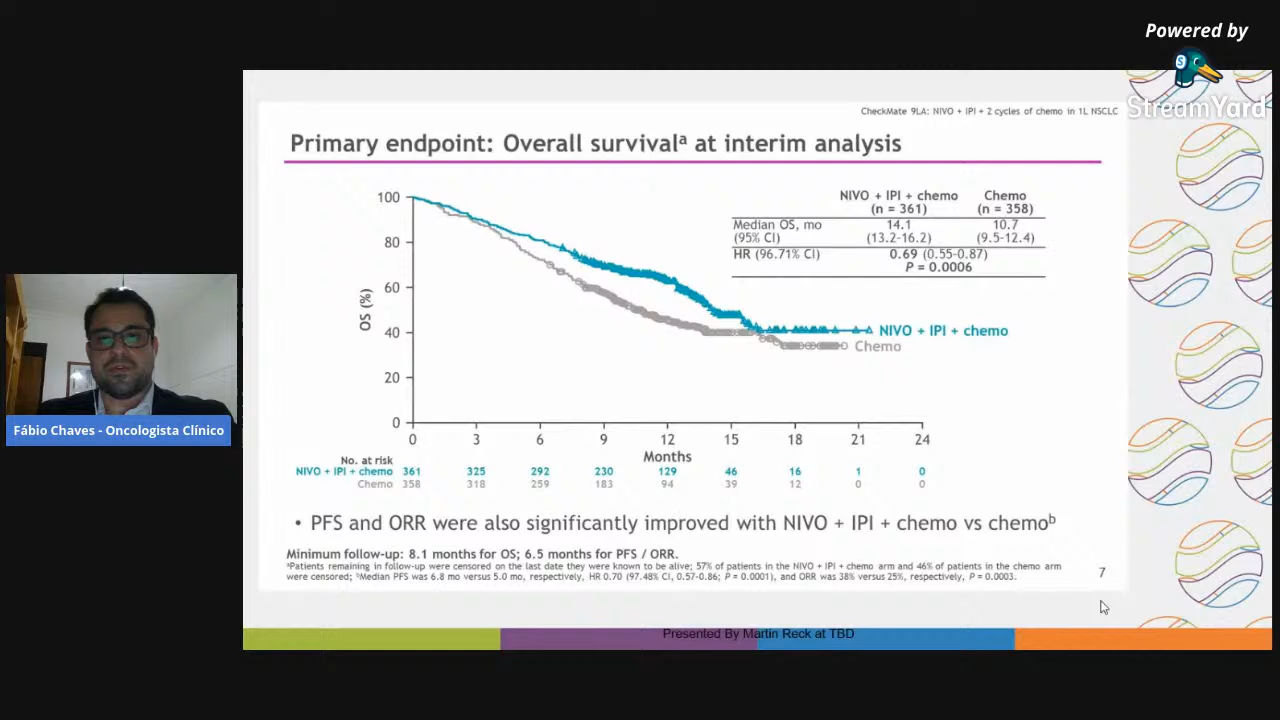 Powered by
StreamYard
CheckMate 9LA: NIVO + IPI + 2 cycles of chemo in 1L NSCLC
Primary endpoint: Overall survivalᵃ at interim analysis
NIVO + IPI + chemo
(n = 361)
Chemo
(n = 358)
Median OS, mo
(95% CI)
14.1
(13.2-16.2)
10.7
(9.5-12.4)
HR (96.71% CI)
0.69 (0.55-0.87)
P = 0.0006
OS (%)
100
80
60
40
20
0
NIVO + IPI + chemo
Chemo
0 3 6 9 12 15 18 21 24
Months
No. at risk
NIVO + IPI + chemo 361 325 292 230 129 46 16 1 0
Chemo 358 318 259 183 94 39 12 0 0
• PFS and ORR were also significantly improved with NIVO + IPI + chemo vs chemoᵇ
Minimum follow-up: 8.1 months for OS; 6.5 months for PFS / ORR.
ᵃPatients remaining in follow-up were censored on the last date they were known to be alive; 57% of patients in the NIVO + IPI + chemo arm and 46% of patients in the chemo arm
were censored; ᵇMedian PFS was 6.8 mo versus 5.0 mo, respectively, HR 0.70 (97.48% CI, 0.57-0.86; P = 0.0001), and ORR was 38% versus 25%, respectively, P = 0.0003.
7
Presented By Martin Reck at TBD
Fábio Chaves - Oncologista Clínico